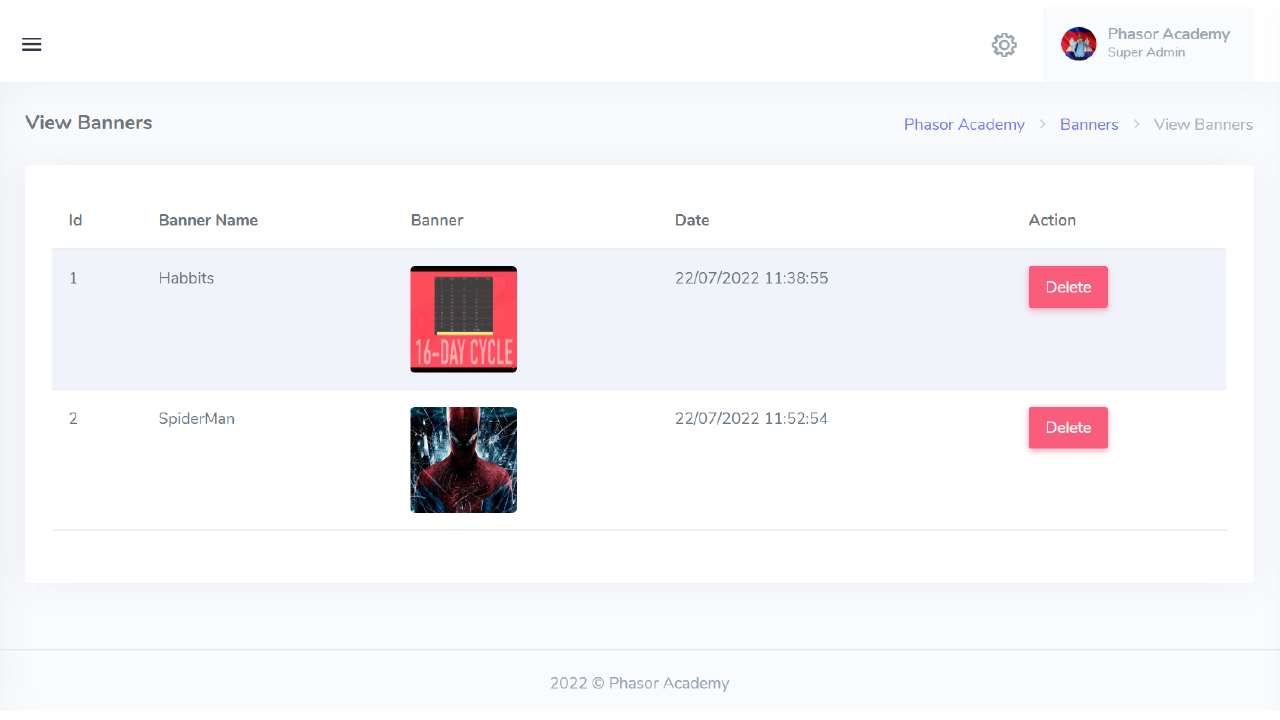 Phasor Academy
Super Admin
View Banners
Phasor Academy > Banners > View Banners
Id Banner Name Banner Date Action
1 Habbits 22/07/2022 11:38:55 Delete
16-DAY CYCLE
2 SpiderMan 22/07/2022 11:52:54 Delete
2022 © Phasor Academy